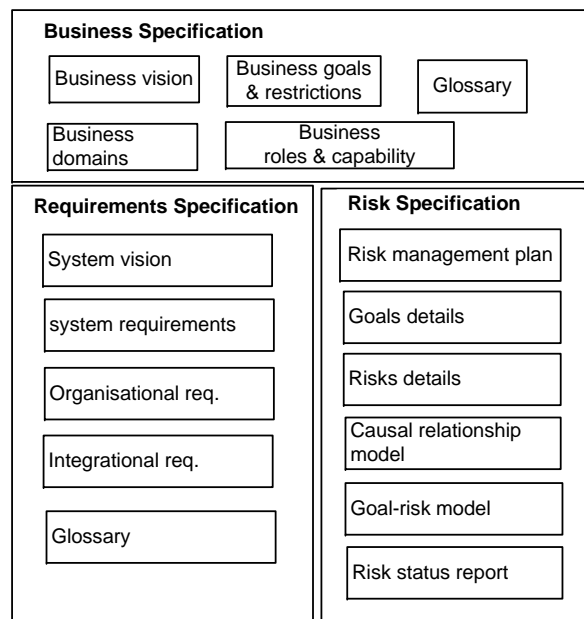 Business Specification
Business vision
Business goals
& restrictions
Glossary
Business
domains
Business
roles & capability
Requirements Specification
System vision
system requirements
Organisational req.
Integrational req.
Glossary
Risk Specification
Risk management plan
Goals details
Risks details
Causal relationship
model
Goal-risk model
Risk status report